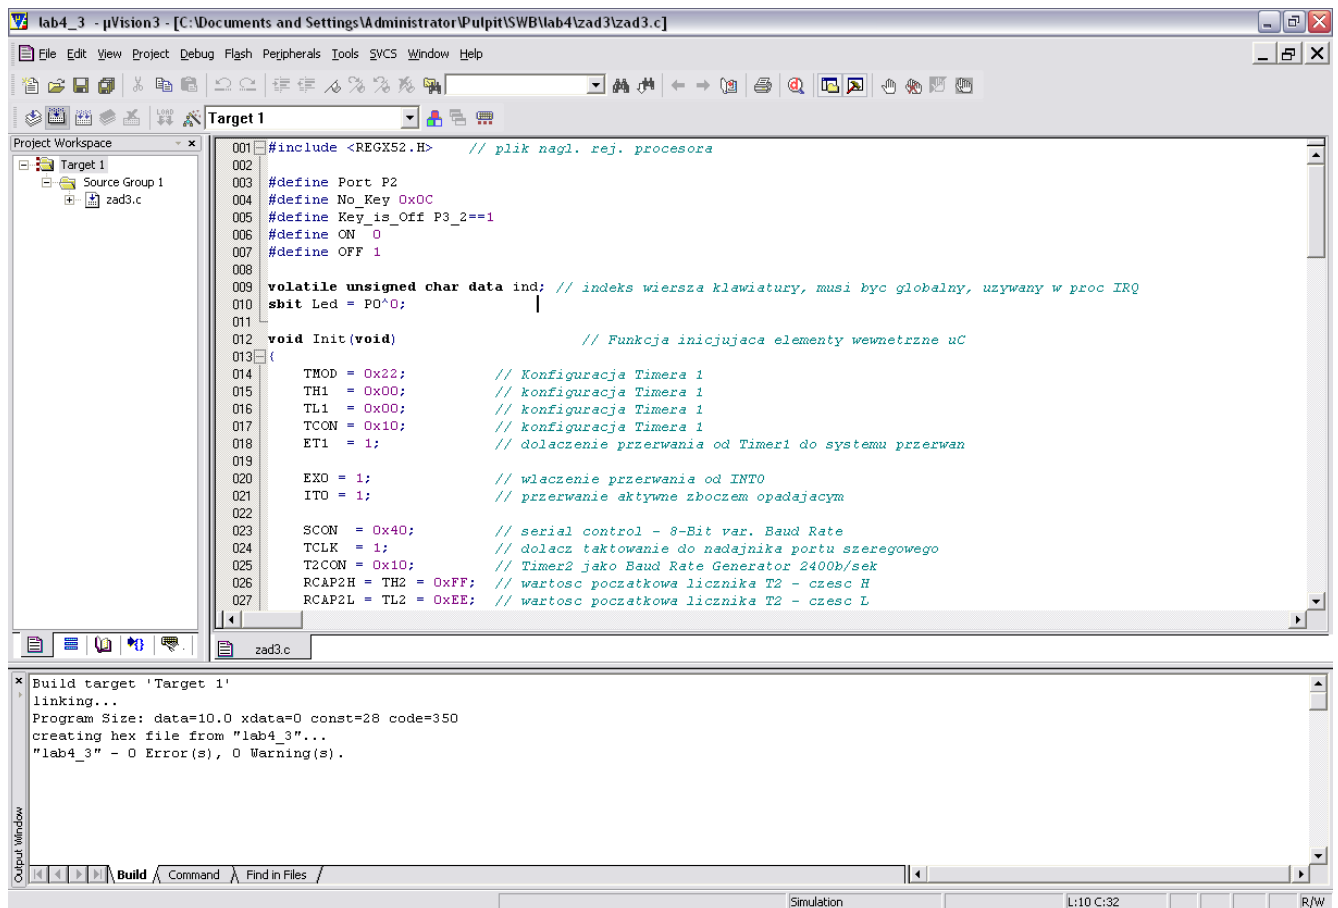 lab4_3 - µVision3 - [C:\Documents and Settings\Administrator\Pulpit\SWB\lab4\zad3\zad3.c]
File Edit View Project Debug Flash Peripherals Tools SVCS Window Help
LOAD Target 1
Project Workspace
Target 1
Source Group 1
zad3.c
001 #include <REGX52.H> // plik nagl. rej. procesora
002
003 #define Port P2
004 #define No_Key 0x0C
005 #define Key_is_Off P3_2==1
006 #define ON 0
007 #define OFF 1
008
009 volatile unsigned char data ind; // indeks wiersza klawiatury, musi byc globalny, uzywany w proc IRQ
010 sbit Led = P0^0;
011
012 void Init(void) // Funkcja inicjujaca elementy wewnetrzne uC
013 {
014 TMOD = 0x22; // Konfiguracja Timera 1
015 TH1 = 0x00; // konfiguracja Timera 1
016 TL1 = 0x00; // konfiguracja Timera 1
017 TCON = 0x10; // konfiguracja Timera 1
018 ET1 = 1; // dolaczenie przerwania od Timer1 do systemu przerwan
019
020 EX0 = 1; // wlaczenie przerwania od INT0
021 IT0 = 1; // przerwanie aktywne zboczem opadajacym
022
023 SCON = 0x40; // serial control - 8-Bit var. Baud Rate
024 TCLK = 1; // dolacz taktowanie do nadajnika portu szeregowego
025 T2CON = 0x10; // Timer2 jako Baud Rate Generator 2400b/sek
026 RCAP2H = TH2 = 0xFF; // wartosc poczatkowa licznika T2 - czesc H
027 RCAP2L = TL2 = 0xEE; // wartosc poczatkowa licznika T2 - czesc L
zad3.c
Build target 'Target 1'
linking...
Program Size: data=10.0 xdata=0 const=28 code=350
creating hex file from "lab4_3"...
"lab4_3" - 0 Error(s), 0 Warning(s).
Output Window
Build Command Find in Files
Simulation L:10 C:32 R/W